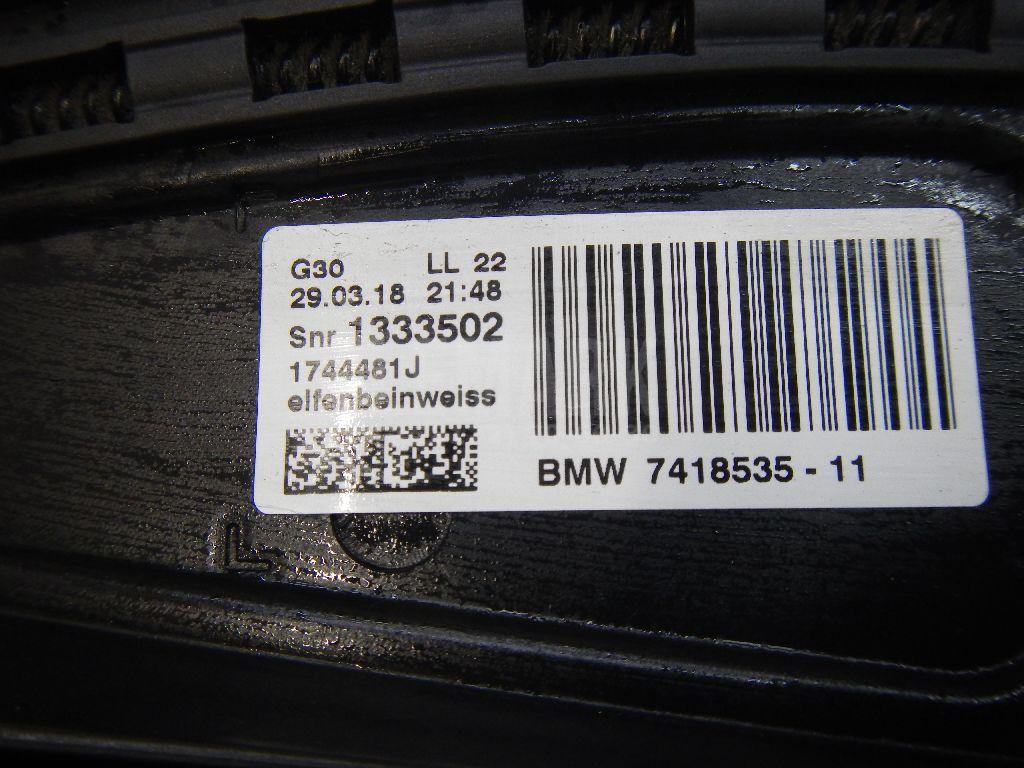 G30 LL 22
29.03.18 21:48
Snr 1333502
1744481J
elfenbeinweiss
BMW 7418535 - 11
L